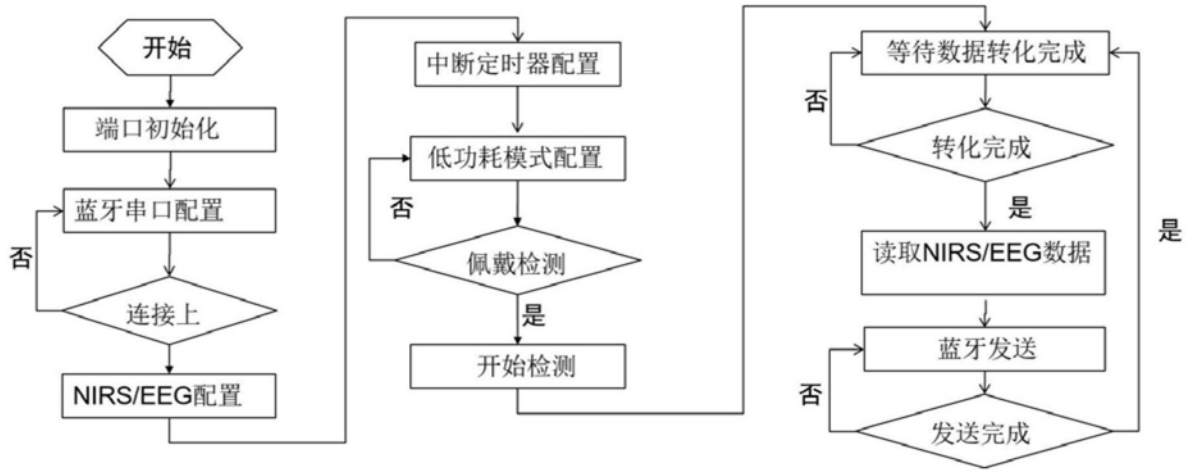 开始
端口初始化
蓝牙串口配置
否
连接上
NIRS/EEG配置
中断定时器配置
低功耗模式配置
否
佩戴检测
是
开始检测
等待数据转化完成
否
转化完成
是
读取NIRS/EEG数据
蓝牙发送
否
发送完成
是